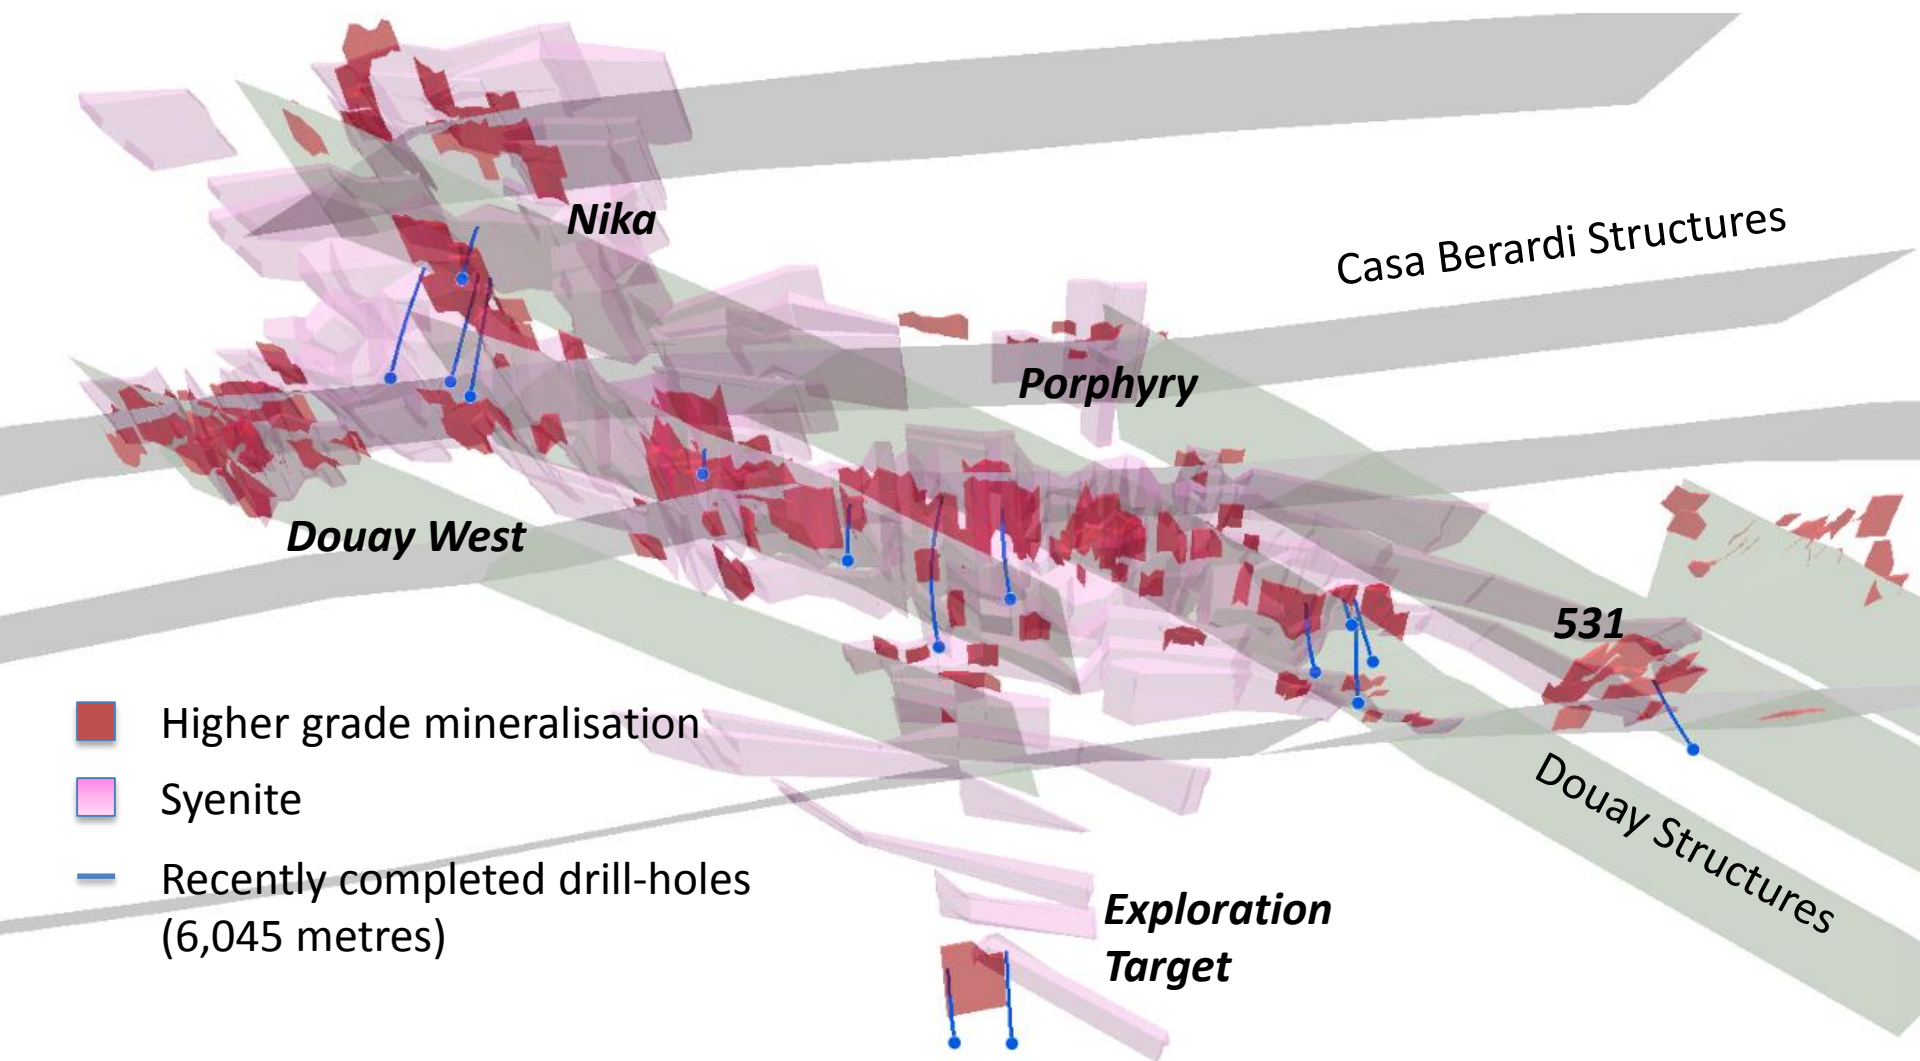 Nika
Casa Berardi Structures
Porphyry
Douay West
531
Higher grade mineralisation
Syenite
Recently completed drill-holes
(6,045 metres)
Douay Structures
Exploration
Target